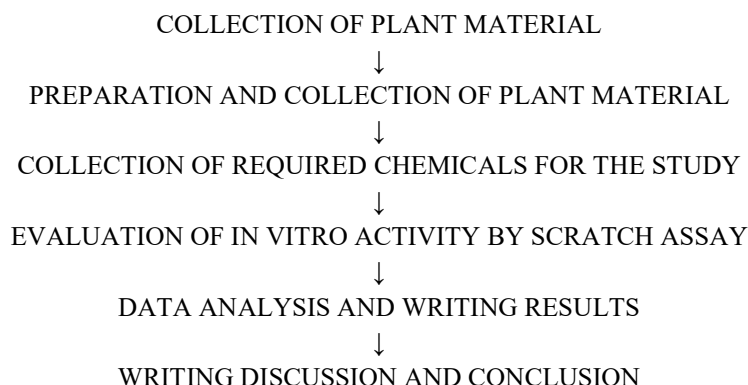 COLLECTION OF PLANT MATERIAL
↓
PREPARATION AND COLLECTION OF PLANT MATERIAL
↓
COLLECTION OF REQUIRED CHEMICALS FOR THE STUDY
↓
EVALUATION OF IN VITRO ACTIVITY BY SCRATCH ASSAY
↓
DATA ANALYSIS AND WRITING RESULTS
↓
WRITING DISCUSSION AND CONCLUSION